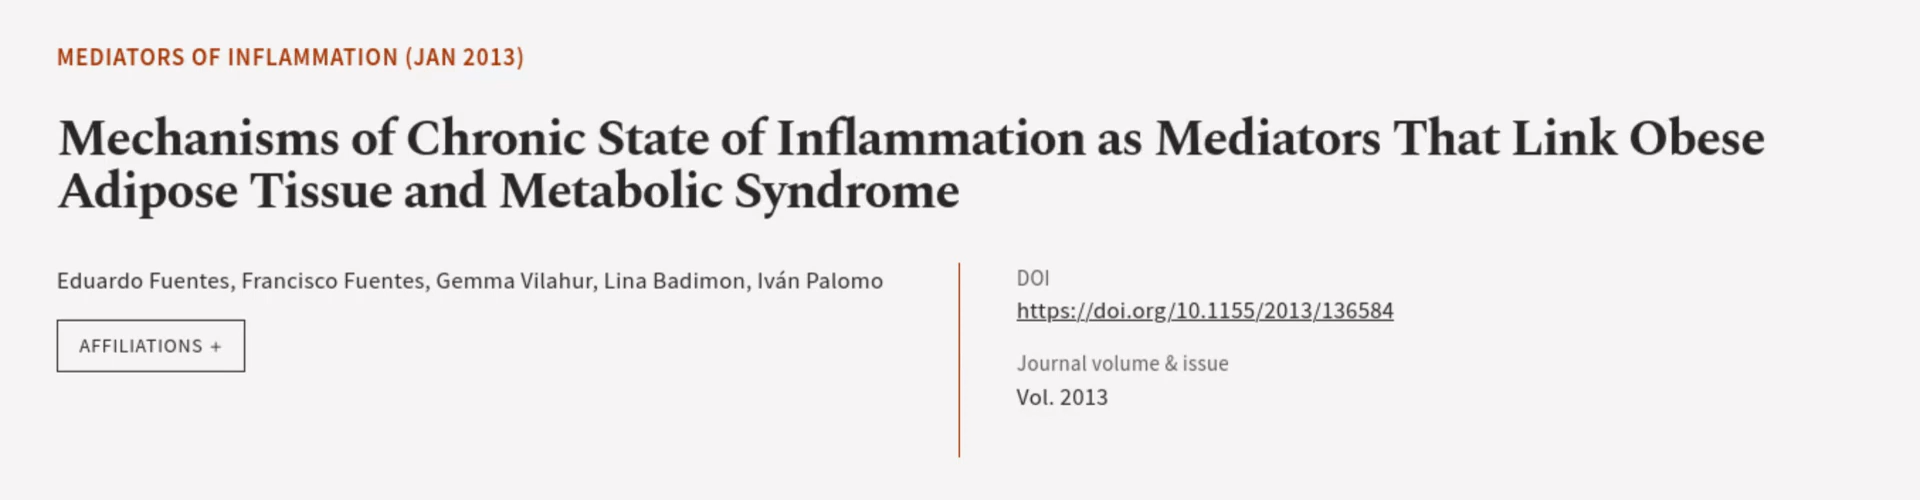 MEDIATORS OF INFLAMMATION (JAN 2013)
Mechanisms of Chronic State of Inflammation as Mediators That Link Obese
Adipose Tissue and Metabolic Syndrome
Eduardo Fuentes, Francisco Fuentes, Gemma Vilahur, Lina Badimon, Iván Palomo
AFFILIATIONS +
DOI
https://doi.org/10.1155/2013/136584
Journal volume & issue
Vol. 2013